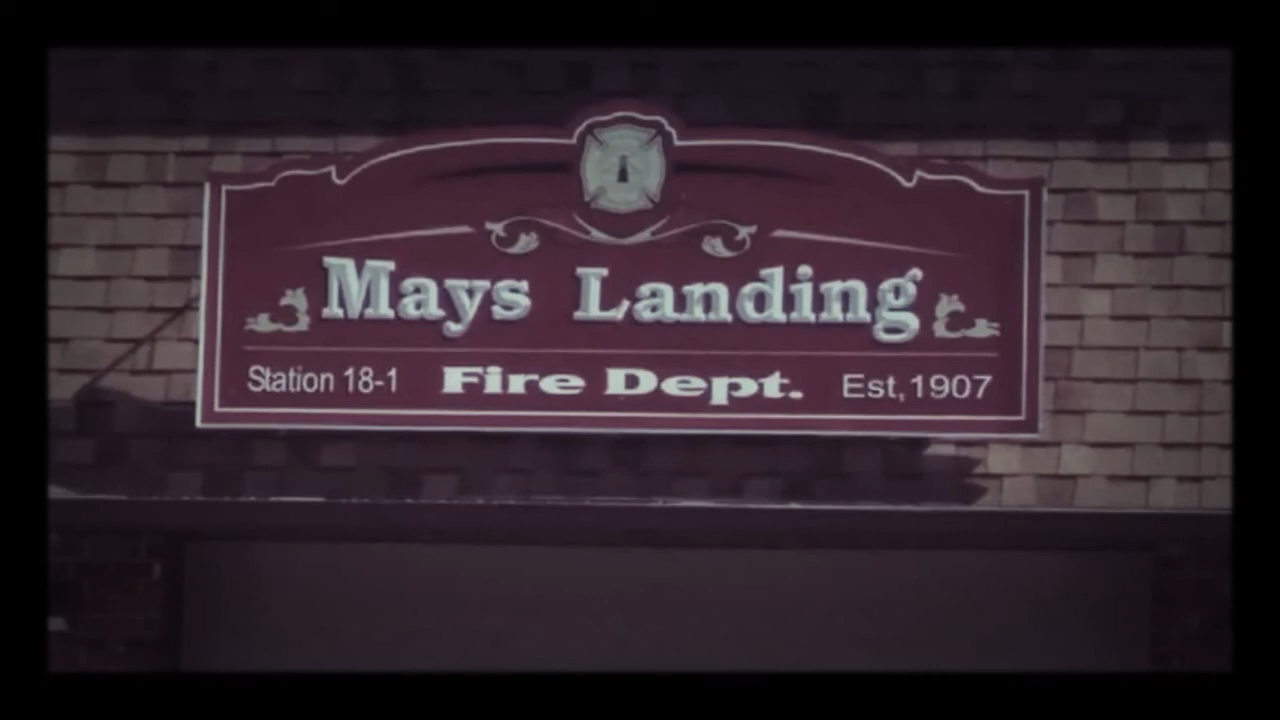 Mays Landing
Station 18-1 Fire Dept. Est,1907